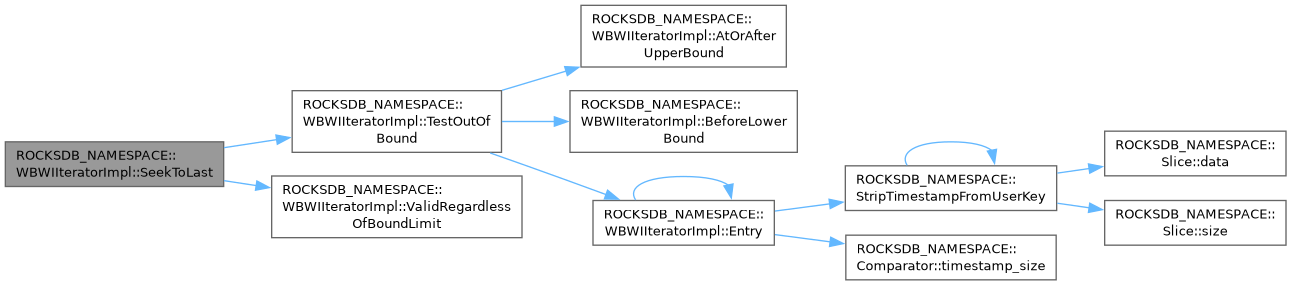 ROCKSDB_NAMESPACE::
WBWIIteratorImpl::SeekToLast
ROCKSDB_NAMESPACE::
WBWIIteratorImpl::TestOutOf
Bound
ROCKSDB_NAMESPACE::
WBWIIteratorImpl::ValidRegardless
OfBoundLimit
ROCKSDB_NAMESPACE::
WBWIIteratorImpl::AtOrAfter
UpperBound
ROCKSDB_NAMESPACE::
WBWIIteratorImpl::BeforeLower
Bound
ROCKSDB_NAMESPACE::
WBWIIteratorImpl::Entry
ROCKSDB_NAMESPACE::
StripTimestampFromUserKey
ROCKSDB_NAMESPACE::
Comparator::timestamp_size
ROCKSDB_NAMESPACE::
Slice::data
ROCKSDB_NAMESPACE::
Slice::size